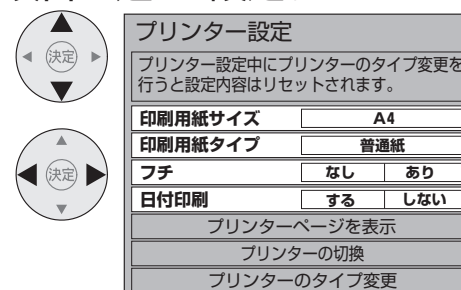 決定
プリンター設定
プリンター設定中にプリンターのタイプ変更を
行うと設定内容はリセットされます。
印刷用紙サイズ A4
印刷用紙タイプ 普通紙
フチ なし あり
決定
日付印刷 する しない
プリンターページを表示
プリンターの切換
プリンターのタイプ変更